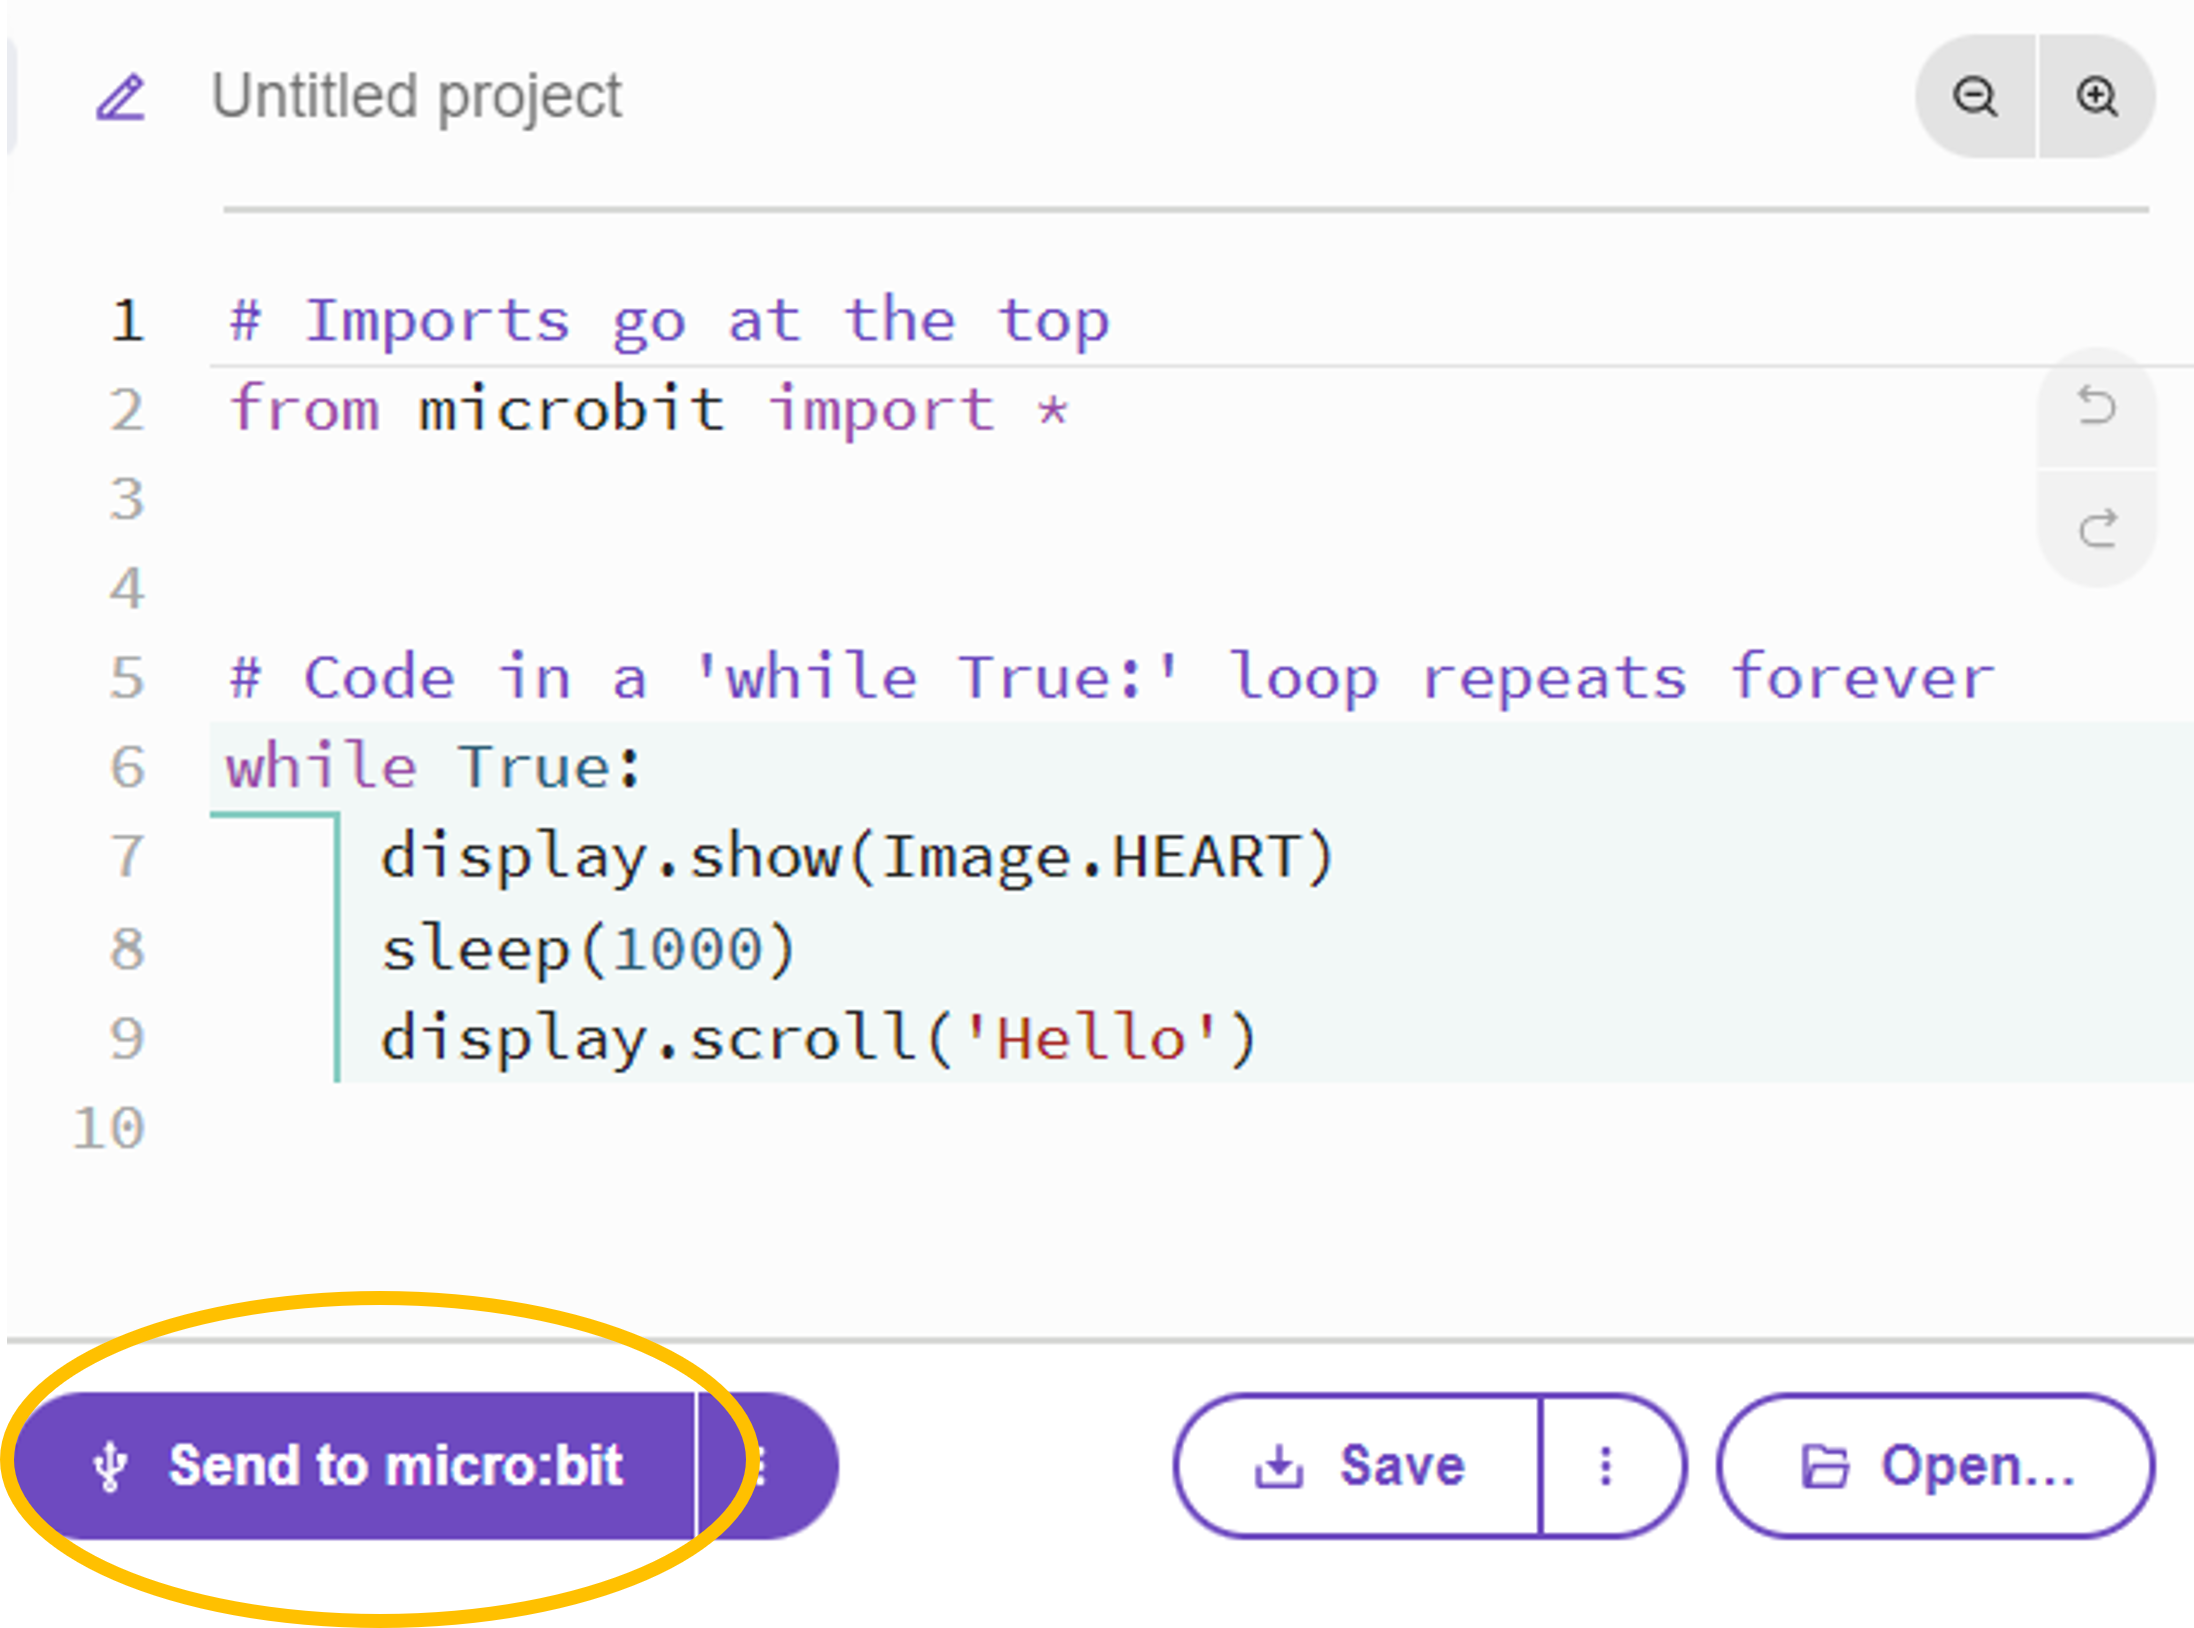 Untitled project
1 # Imports go at the top
2 from microbit import *
3
4
5 # Code in a 'while True:' loop repeats forever
6 while True:
7     display.show(Image.HEART)
8     sleep(1000)
9     display.scroll('Hello')
10
Send to micro:bit Save Open...